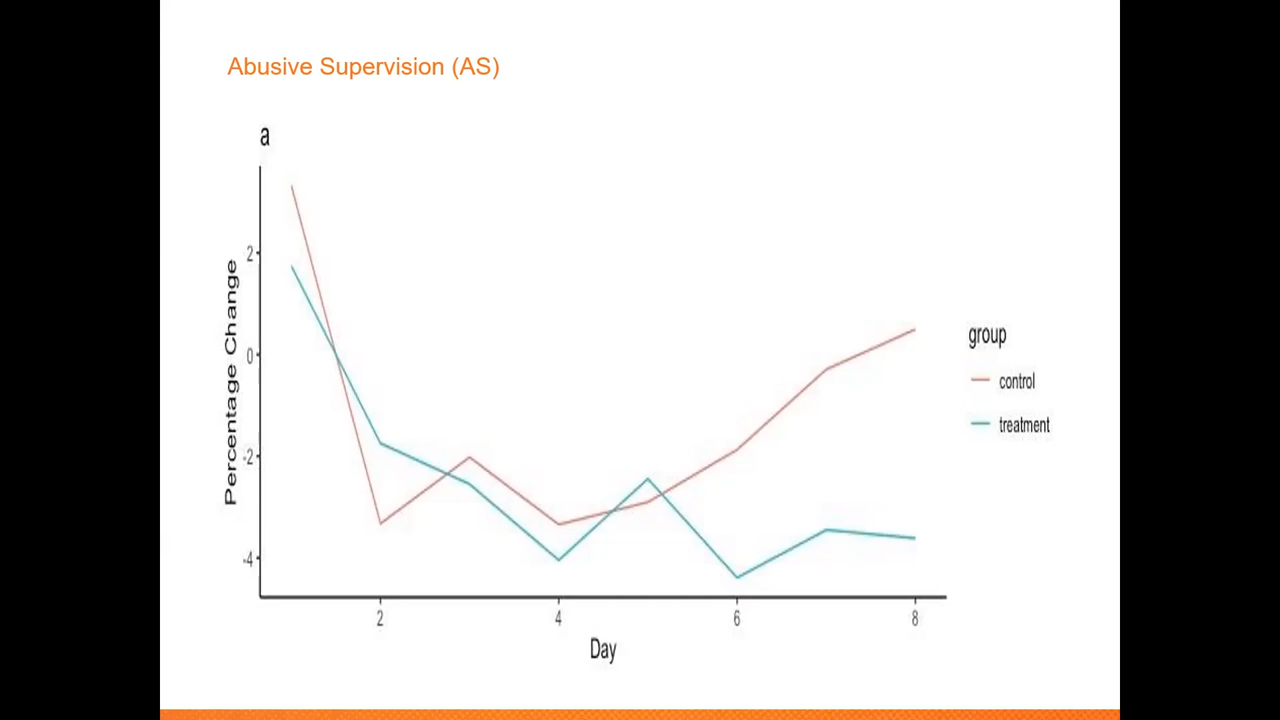 Abusive Supervision (AS)
a
Percentage Change
2
0
-2
-4
2
4
6
8
Day
group
control
treatment